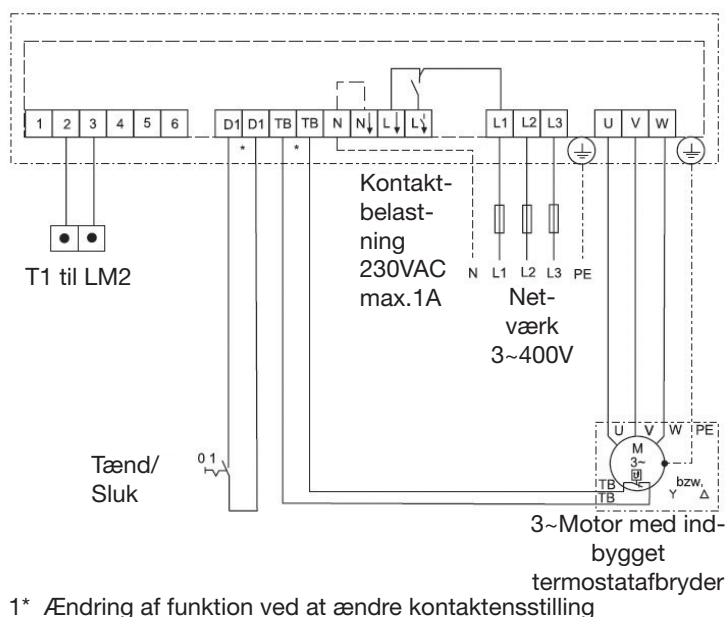 1 2 3 4 5 6 D1 D1 TB TB N N L L L1 L2 L3 U V W
* *
Kontakt-
belast-
ning
230VAC
max.1A
T1 til LM2
N L1 L2 L3 PE
Net-
værk
3~400V
Tænd/
Sluk
0 1
U V W PE
M
3~
TB
TB
bzw,
Y △
3~Motor med ind-
bygget
termostatafbryder
1* Ændring af funktion ved at ændre kontaktensstilling